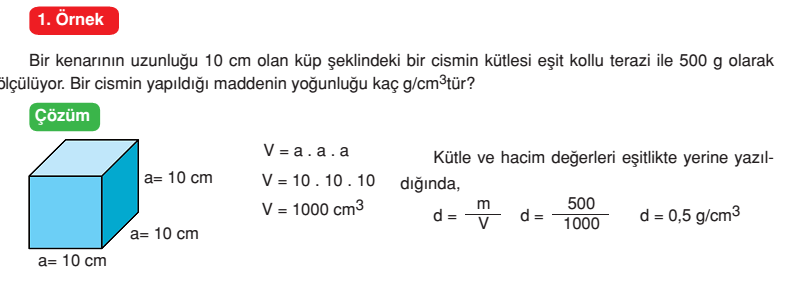 1. Örnek
Bir kenarının uzunluğu 10 cm olan küp şeklindeki bir cismin kütlesi eşit kollu terazi ile 500 g olarak
ölçülüyor. Bir cismin yapıldığı maddenin yoğunluğu kaç g/cm³tür?
Çözüm
a= 10 cm
a= 10 cm
a= 10 cm
V = a . a . a
V = 10 . 10 . 10
V = 1000 cm³
Kütle ve hacim değerleri eşitlikte yerine yazıl-
dığında,
d = m/V d = 500/1000 d = 0,5 g/cm³